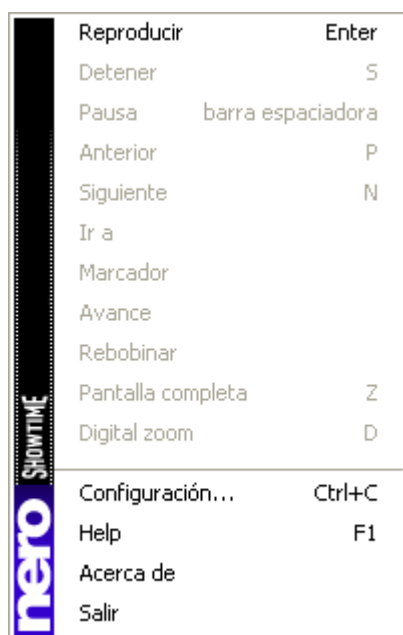 Reproducir Enter
Detener S
Pausa barra espaciadora
Anterior P
Siguiente N
Ir a
Marcador
Avance
Rebobinar
Pantalla completa Z
Digital zoom D
Configuración... Ctrl+C
Help F1
Acerca de
Salir
nero SHOWTIME